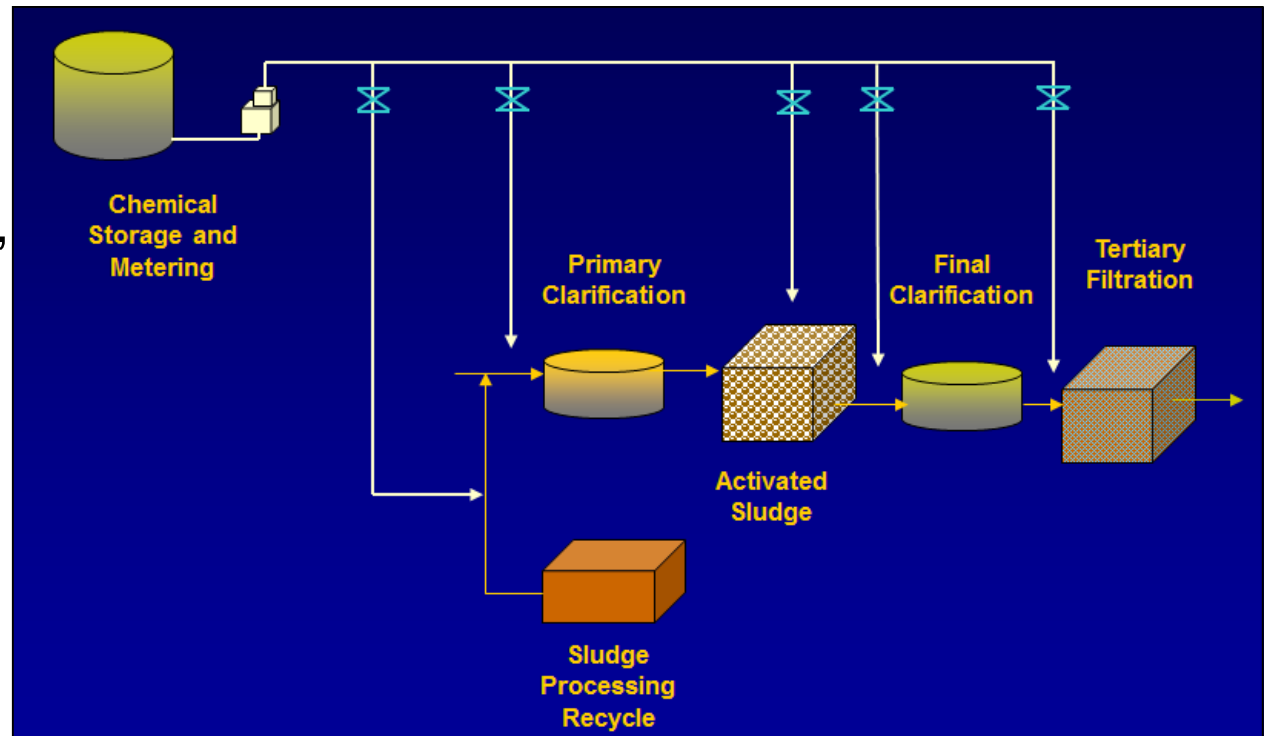 ,
Chemical
Storage and
Metering
Primary
Clarification
Final
Clarification
Tertiary
Filtration
Activated
Sludge
Sludge
Processing
Recycle